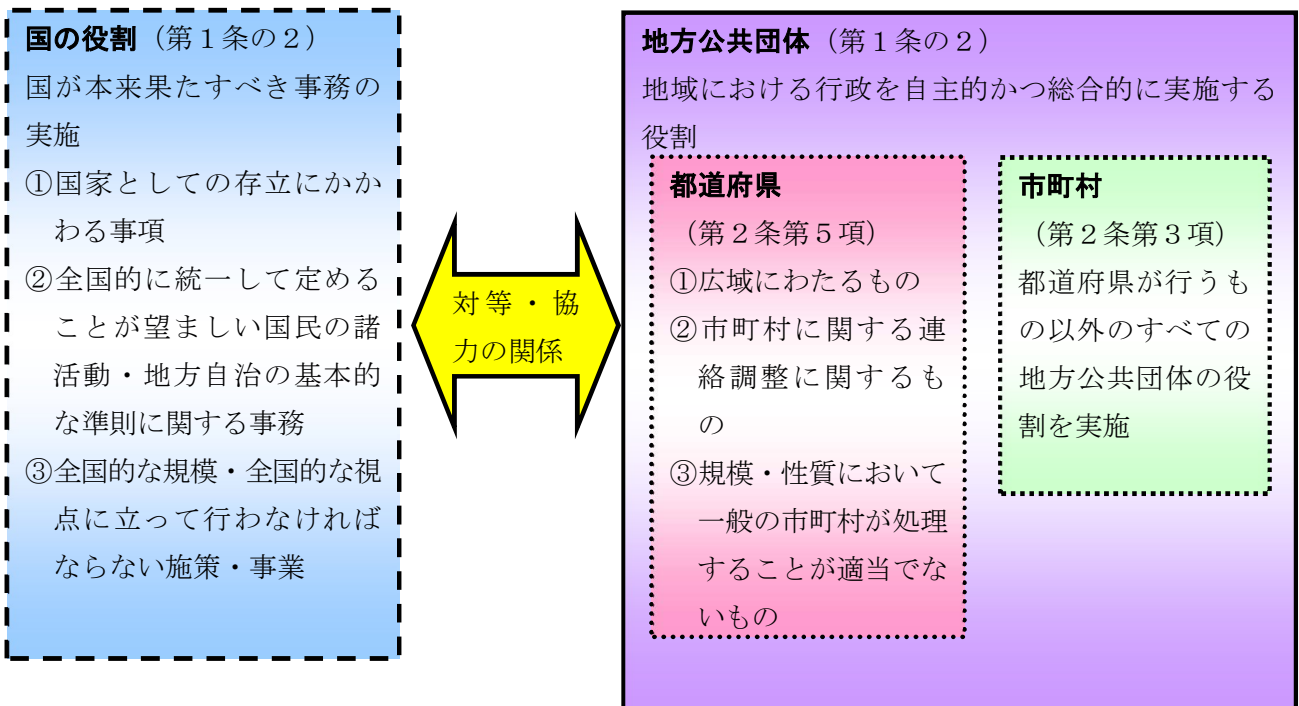 国の役割（第１条の２）
国が本来果たすべき事務の
実施
①国家としての存立にかか
わる事項
②全国的に統一して定める
ことが望ましい国民の諸
活動・地方自治の基本的
な準則に関する事務
③全国的な規模・全国的な視
点に立って行わなければ
ならない施策・事業
対等・協
力の関係
地方公共団体（第１条の２）
地域における行政を自主的かつ総合的に実施する
役割
都道府県
（第２条第５項）
①広域にわたるもの
②市町村に関する連
絡調整に関するも
の
③規模・性質において
一般の市町村が処理
することが適当でな
いもの
市町村
（第２条第３項）
都道府県が行うも
の以外のすべての
地方公共団体の役
割を実施